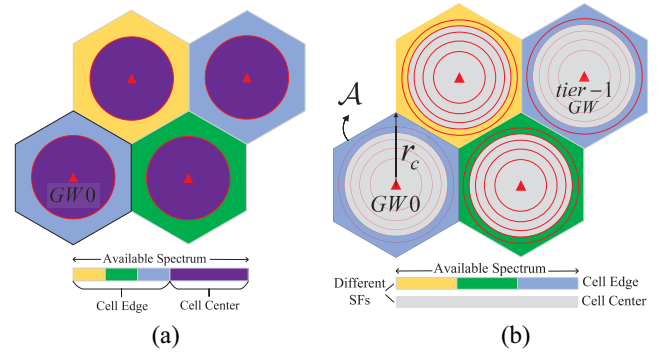 GW0
Available Spectrum
Cell Edge
Cell Center
(a)
tier-1
GW
𝒜
r_c
GW0
Available Spectrum
Different
SFs
Cell Edge
Cell Center
(b)